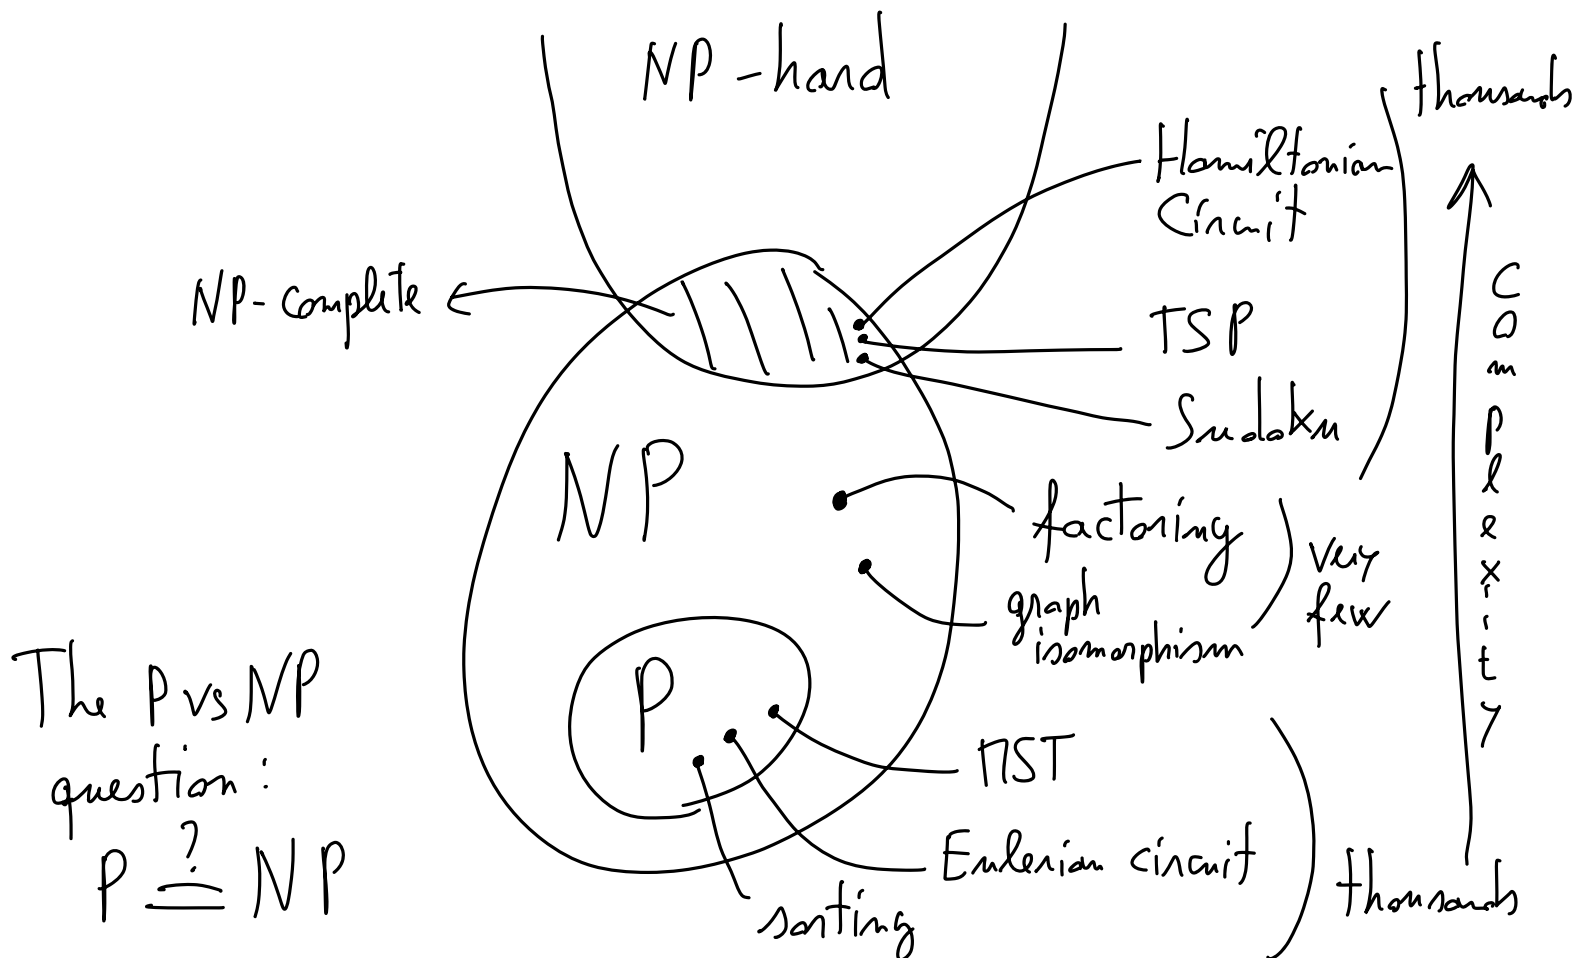 NP-hard
thousands
Hamiltonian
Circuit
NP-complete
TSP
Sudoku
Complexity
NP
factoring
graph
isomorphism
very
few
The P vs NP
question:
P ?= NP
P
MST
Eulerian circuit
sorting
thousands